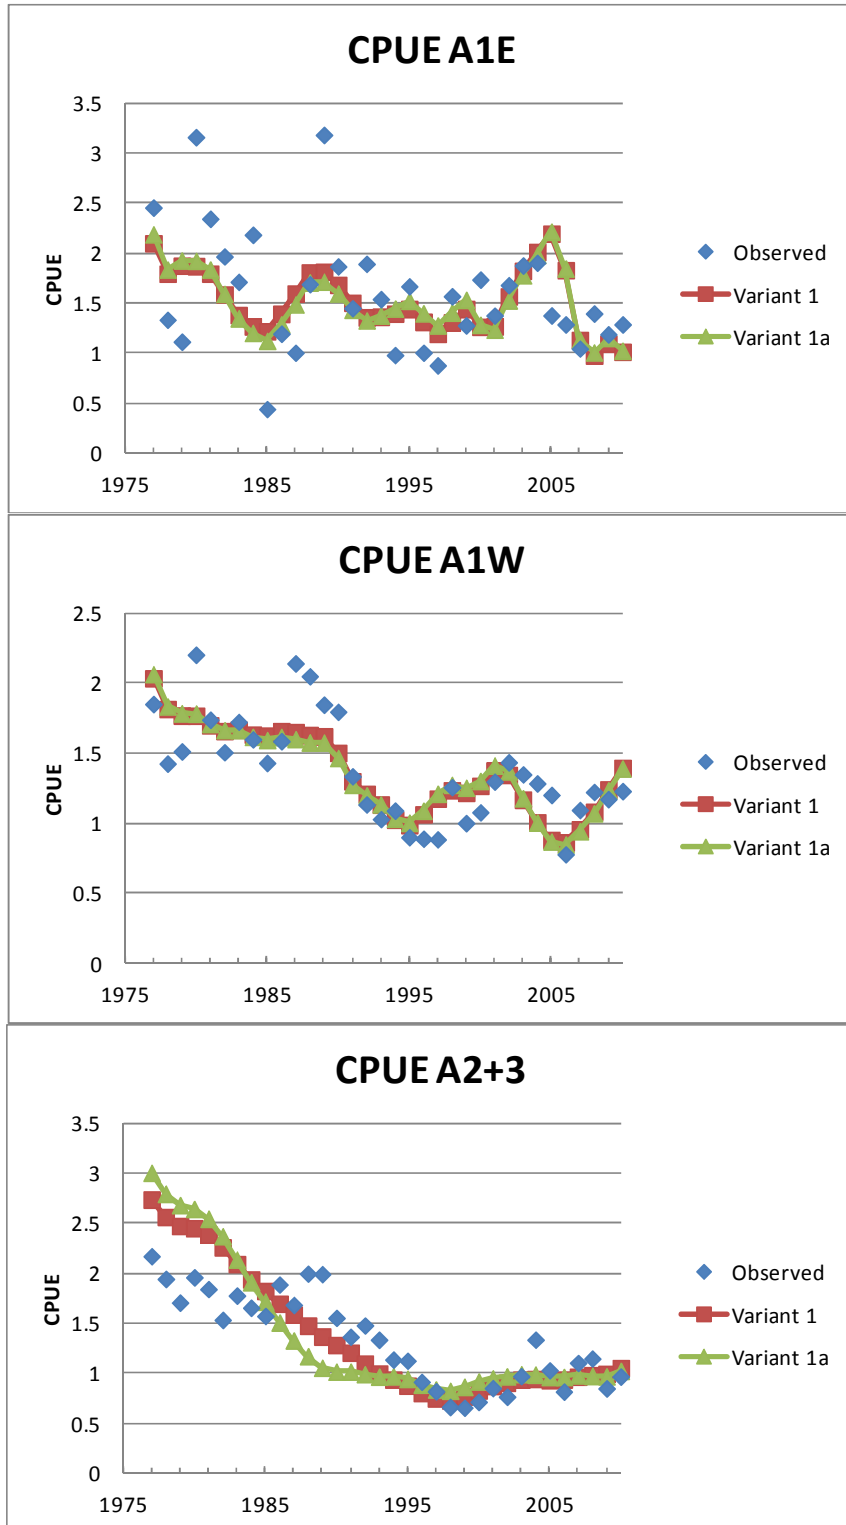 CPUE A1E
3.5
3
2.5
2
1.5
1
0.5
0
CPUE
1975 1985 1995 2005
Observed
Variant 1
Variant 1a
CPUE A1W
2.5
2
1.5
1
0.5
0
CPUE
1975 1985 1995 2005
Observed
Variant 1
Variant 1a
CPUE A2+3
3.5
3
2.5
2
1.5
1
0.5
0
CPUE
1975 1985 1995 2005
Observed
Variant 1
Variant 1a